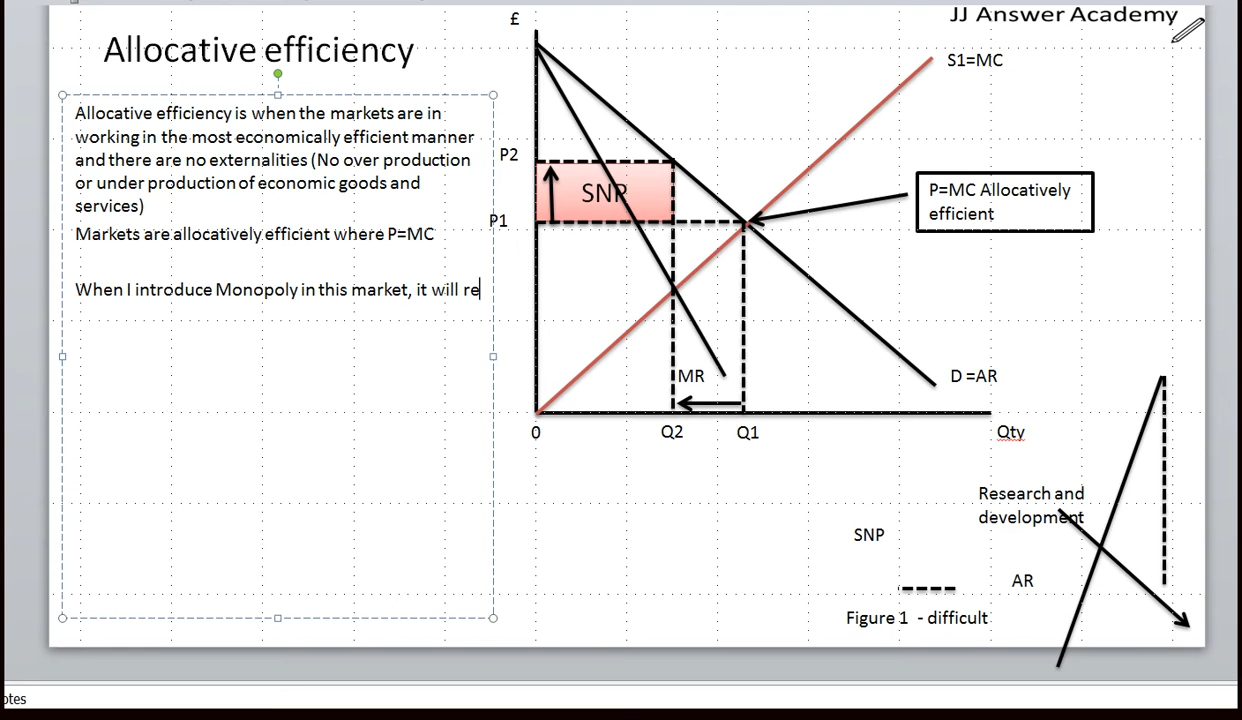 JJ Answer Academy
£
Allocative efficiency
S1=MC
Allocative efficiency is when the markets are in
working in the most economically efficient manner
and there are no externalities (No over production
or under production of economic goods and
services)
Markets are allocatively efficient where P=MC
When I introduce Monopoly in this market, it will re
P2
SNP
P1
P=MC Allocatively
efficient
MR
D =AR
0
Q2
Q1
Qty
Research and
development
SNP
AR
Figure 1 - difficult
otes